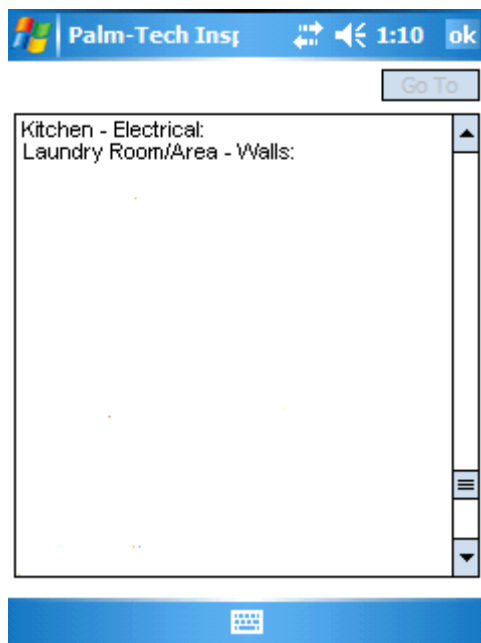 Palm-Tech Insp
1:10
ok
Go To
Kitchen - Electrical:
Laundry Room/Area - Walls: